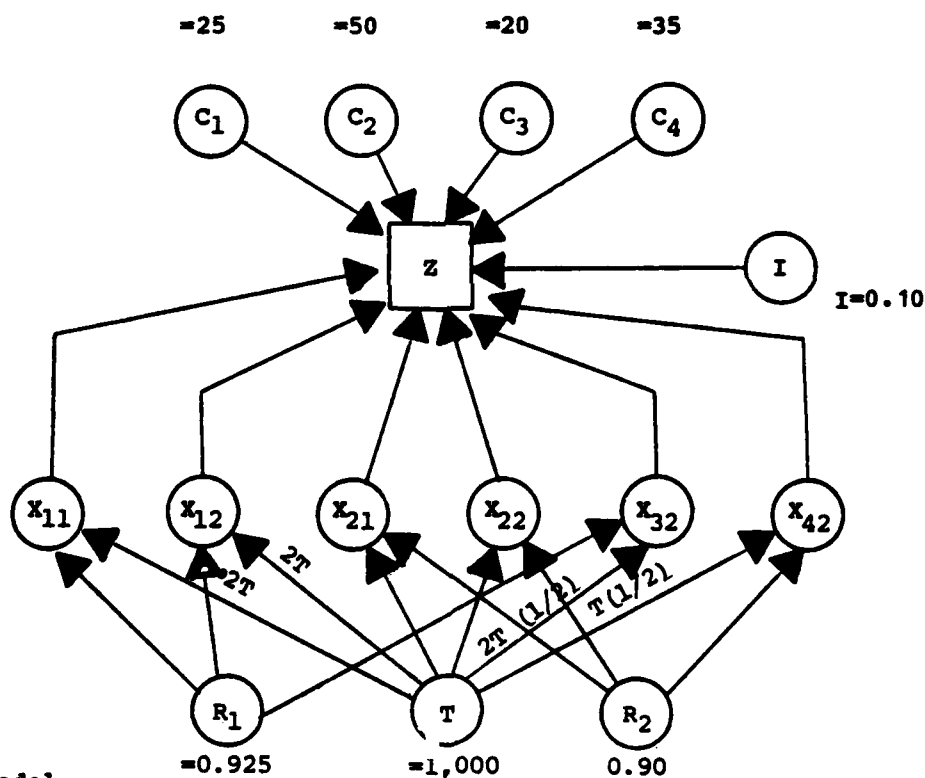 =25 =50 =20 =35
C1 C2 C3 C4
Z I
I=0.10
X11 X12 X21 X22 X32 X42
2T 2T 2T (1/2) T(1/2)
R1 T R2
=0.925 =1,000 0.90